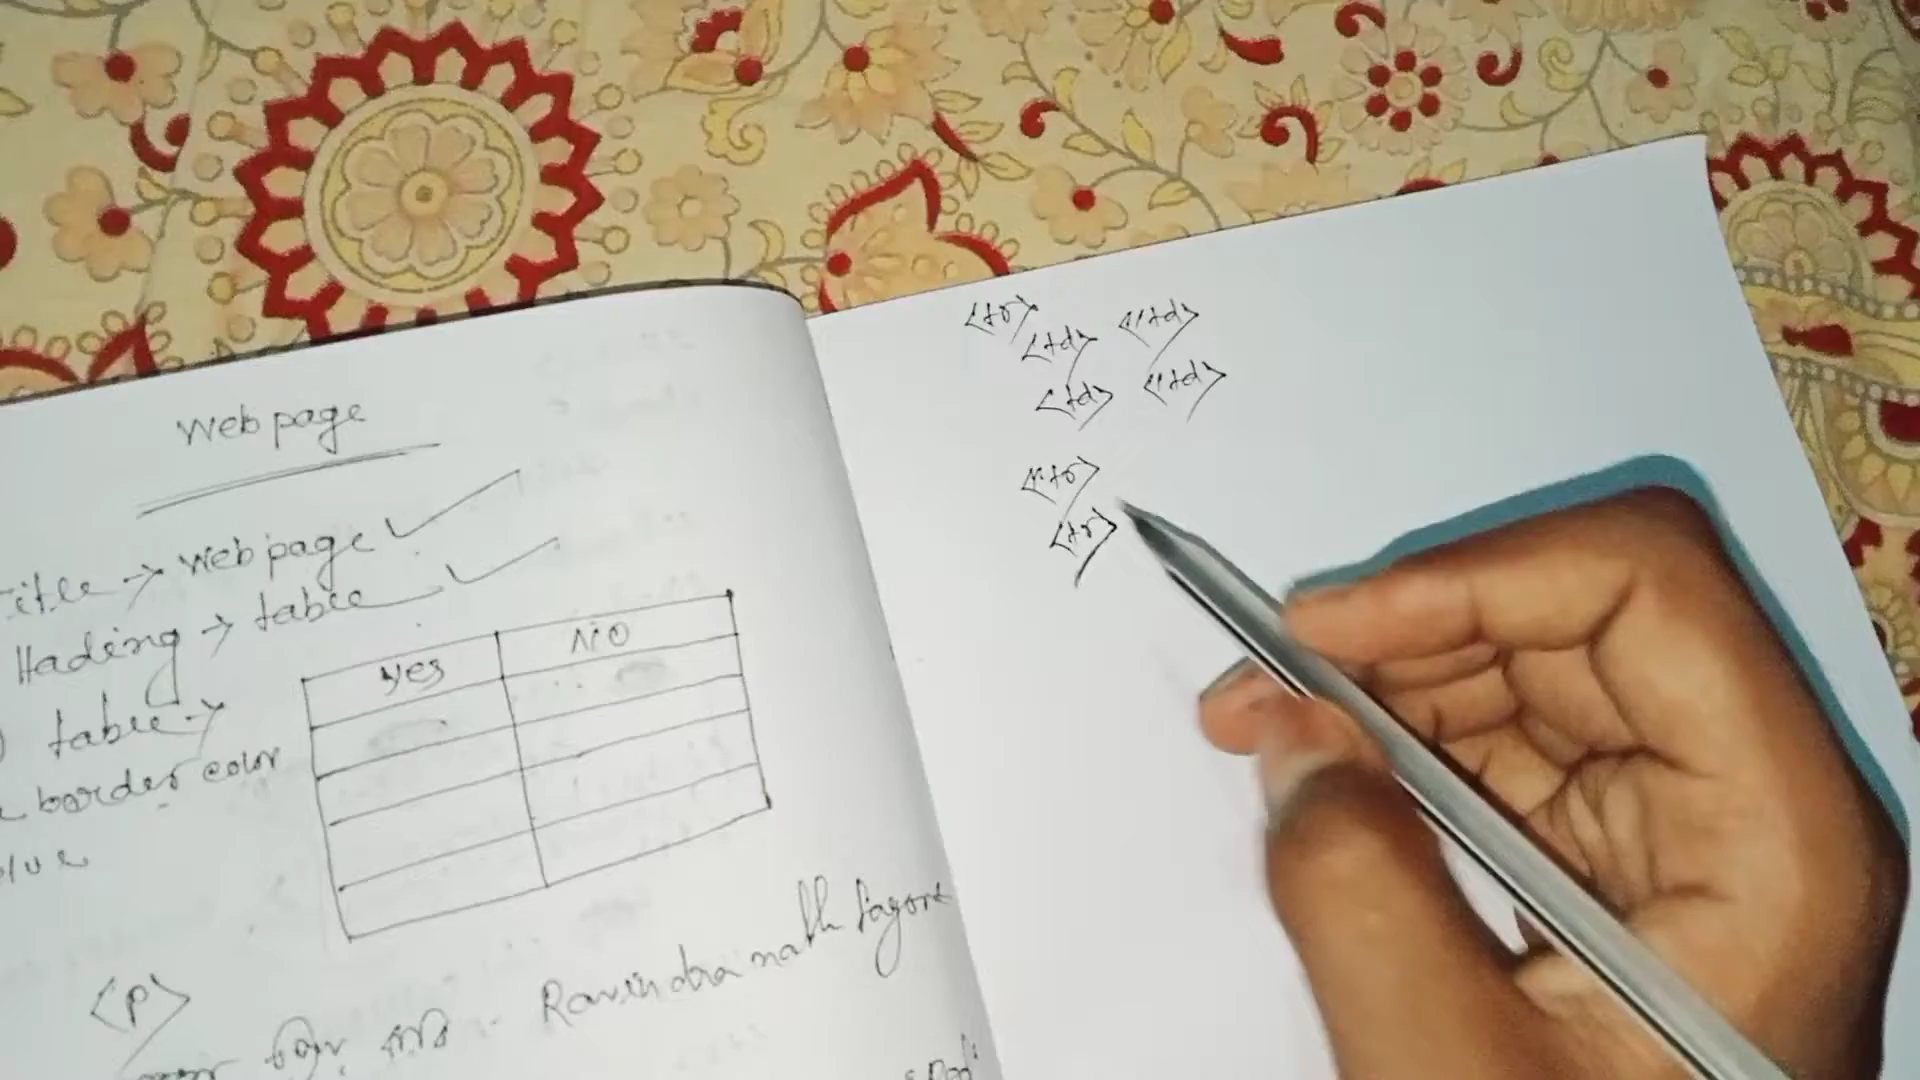 Web page
itle → web page
Hading → table
table →
border color
lue
Yes NO
<P>
Ravindra nath Tagore
<tr>
<td> </td>
<td> </td>
</tr>
<tr>